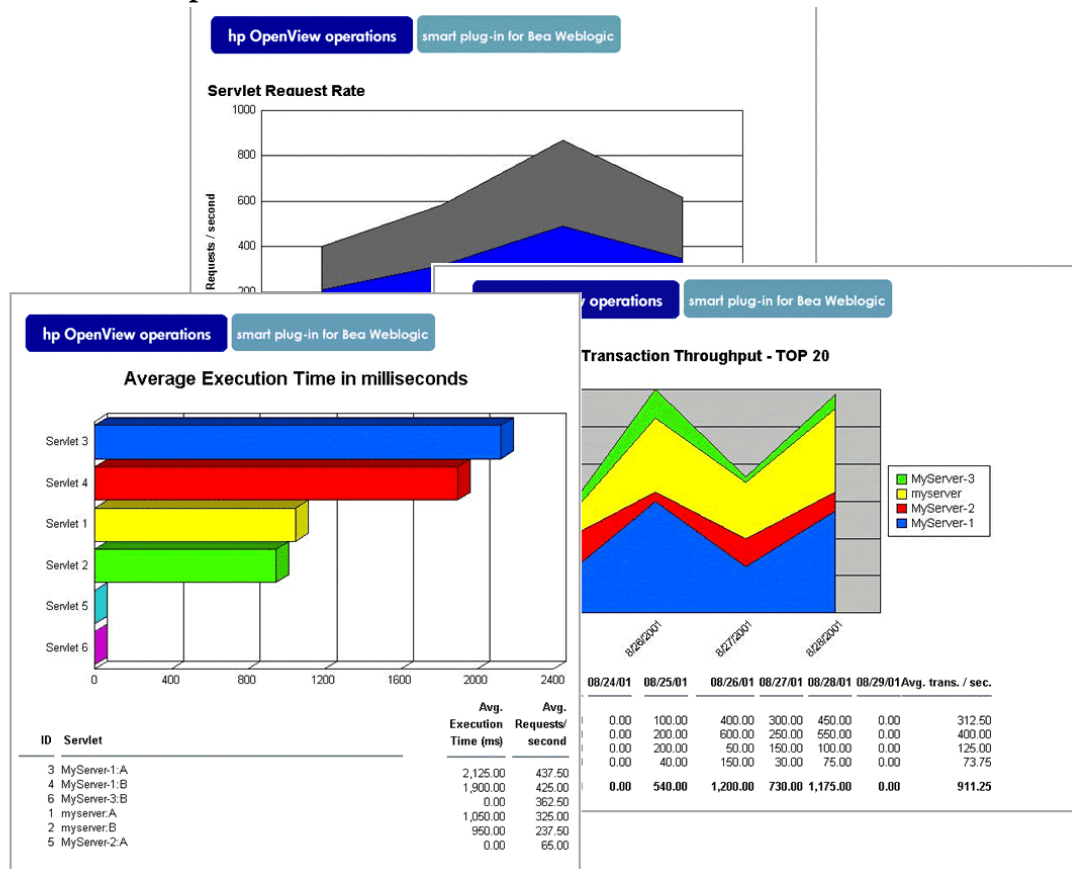 hp OpenView operations smart plug-in for Bea Weblogic
Servlet Request Rate
1000
800
600
400
200
Requests / second
operations smart plug-in for Bea Weblogic
Transaction Throughput - TOP 20
MyServer-3
myserver
MyServer-2
MyServer-1
8/26/2001 8/27/2001 8/28/2001
08/24/01 08/25/01 08/26/01 08/27/01 08/28/01 08/29/01 Avg. trans. / sec.
0.00 100.00 400.00 300.00 450.00 0.00 312.50
0.00 200.00 600.00 250.00 550.00 0.00 400.00
0.00 200.00 50.00 150.00 100.00 0.00 125.00
0.00 40.00 150.00 30.00 75.00 0.00 73.75
0.00 540.00 1,200.00 730.00 1,175.00 0.00 911.25
hp OpenView operations smart plug-in for Bea Weblogic
Average Execution Time in milliseconds
Servlet 3
Servlet 4
Servlet 1
Servlet 2
Servlet 5
Servlet 6
0 400 800 1200 1600 2000 2400
ID Servlet Avg. Execution Time (ms) Avg. Requests/ second
3 MyServer-1:A 2,125.00 437.50
4 MyServer-1:B 1,900.00 425.00
6 MyServer-3:B 0.00 362.50
1 myserver:A 1,050.00 325.00
2 myserver:B 950.00 237.50
5 MyServer-2:A 0.00 65.00